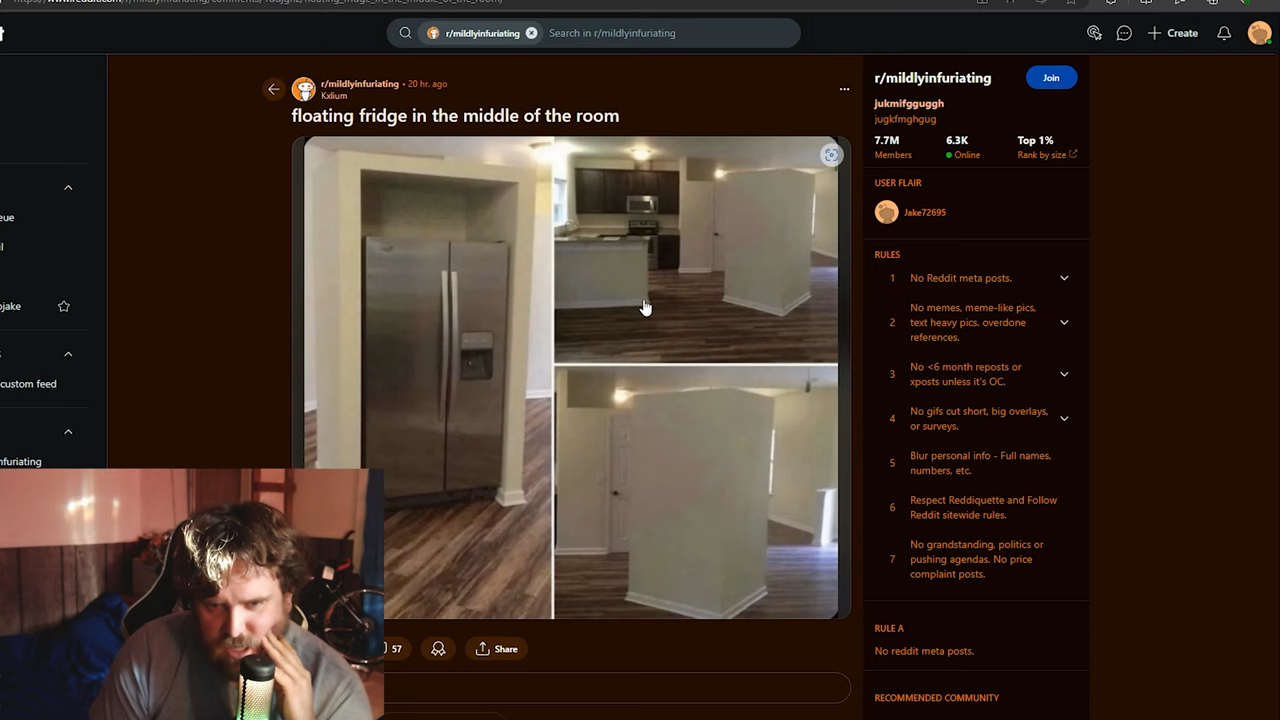 r/mildlyinfuriating
Search in r/mildlyinfuriating
Create
r/mildlyinfuriating • 20 hr. ago
Kxlium
floating fridge in the middle of the room
57
Share
custom feed
r/mildlyinfuriating
Join
jukmifgguggh
jugkfmghgug
7.7M
Members
6.3K
Online
Top 1%
Rank by size
USER FLAIR
Jake72695
RULES
1 No Reddit meta posts.
2 No memes, meme-like pics,
text heavy pics, overdone
references.
3 No <6 month reposts or
xposts unless it's OC.
4 No gifs cut short, big overlays,
or surveys.
5 Blur personal info - Full names,
numbers, etc.
6 Respect Reddiquette and Follow
Reddit sitewide rules.
7 No grandstanding, politics or
pushing agendas. No price
complaint posts.
RULE A
No reddit meta posts.
RECOMMENDED COMMUNITY